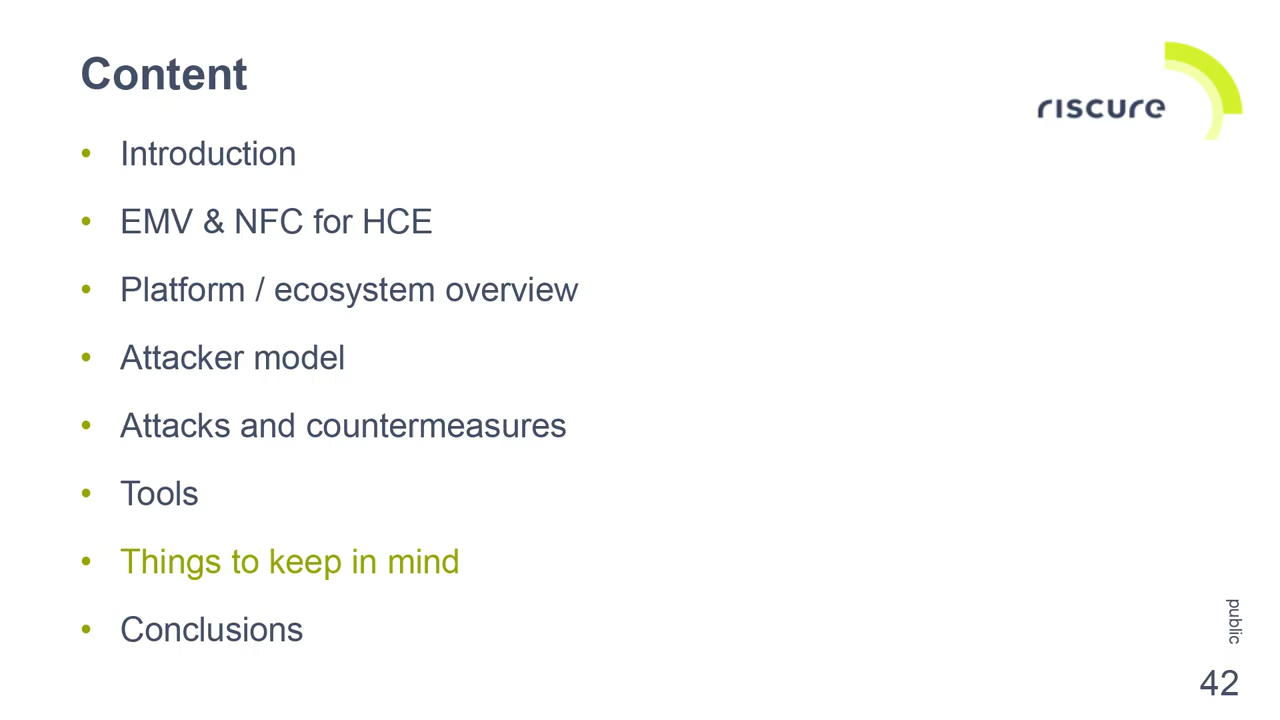 Content
riscure
• Introduction
• EMV & NFC for HCE
• Platform / ecosystem overview
• Attacker model
• Attacks and countermeasures
• Tools
• Things to keep in mind
• Conclusions
public
42